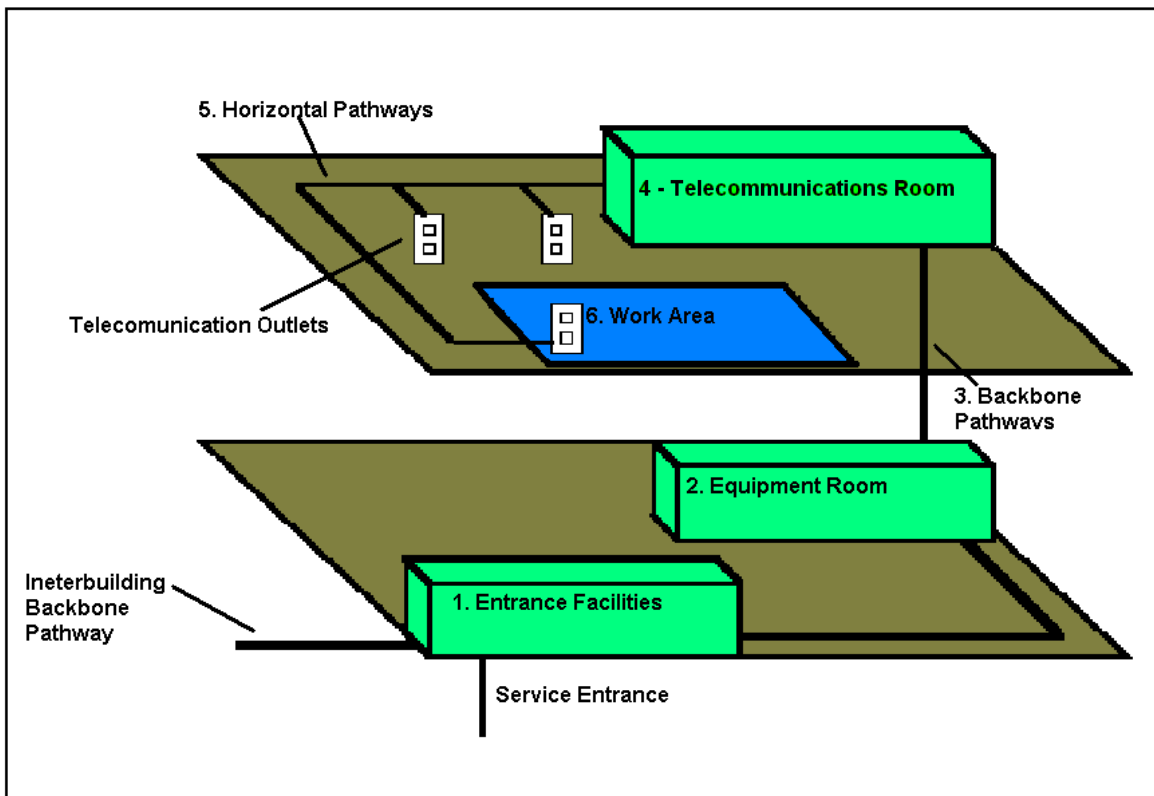 5. Horizontal Pathways
4 - Telecommunications Room
Telecomunication Outlets
6. Work Area
3. Backbone
Pathwavs
2. Equipment Room
Ineterbuilding
Backbone
Pathway
1. Entrance Facilities
Service Entrance